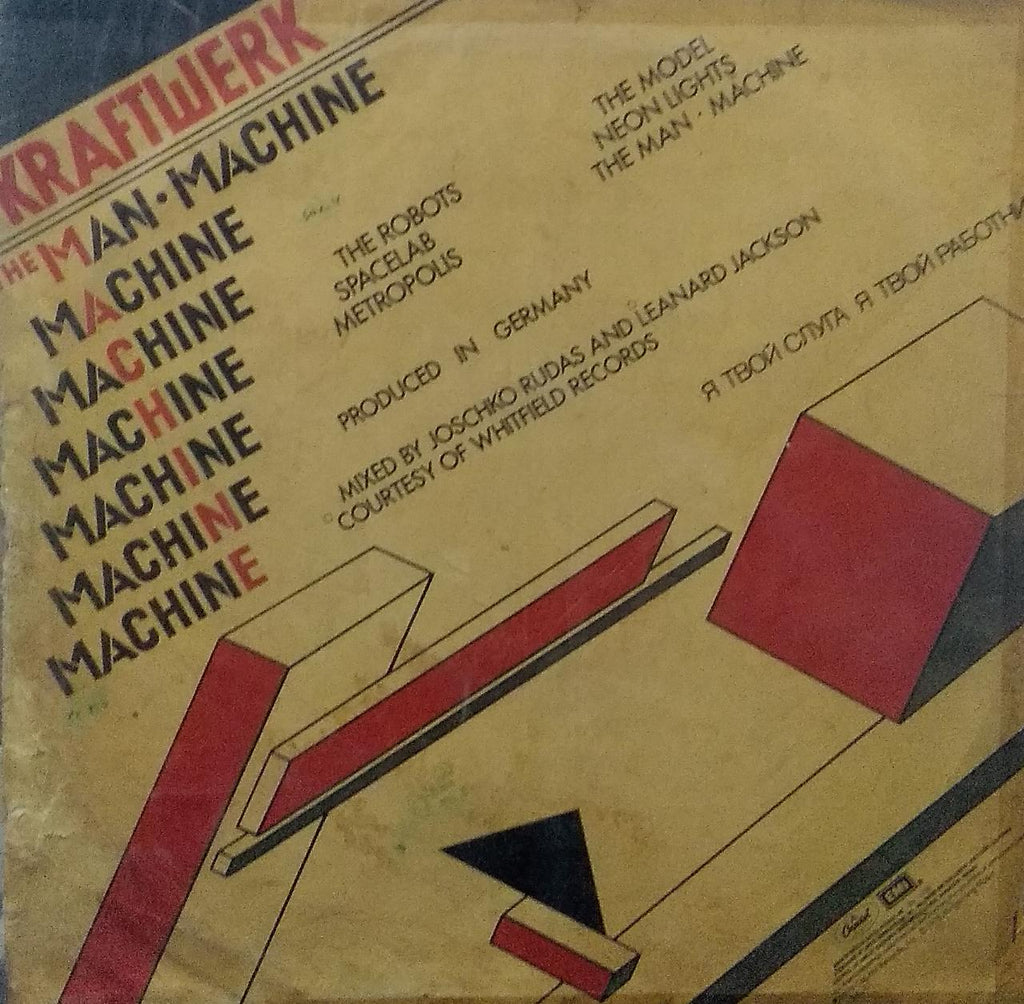 KRAFTWERK
THE MAN·MACHINE
MACHINE
MACHINE
MACHINE
MACHINE
MACHINE
MACHINE
THE MODEL
NEON LIGHTS
THE MAN · MACHINE
THE ROBOTS
SPACELAB
METROPOLIS
PRODUCED IN GERMANY
MIXED BY JOSCHKO RUDAS AND LEANARD JACKSON
COURTESY OF WHITFIELD RECORDS
Я ТВОЙ СЛУГА Я ТВОЙ РАБОТНИ
Capitol
EMI